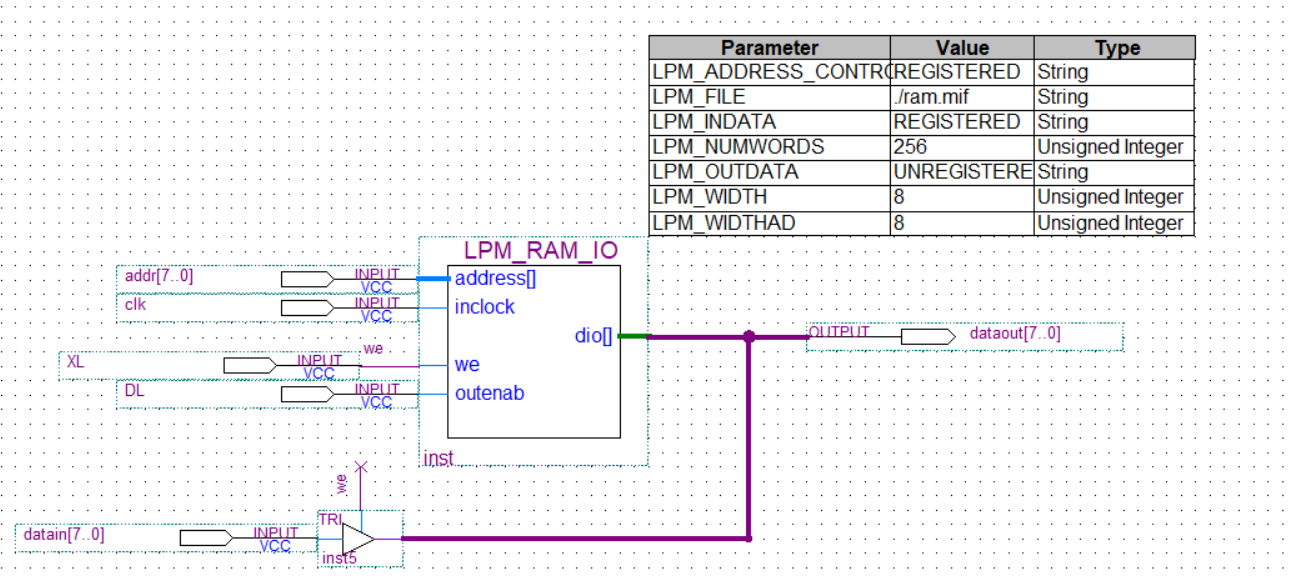 Parameter Value Type
LPM_ADDRESS_CONTR REGISTERED String
LPM_FILE ./ram.mif String
LPM_INDATA REGISTERED String
LPM_NUMWORDS 256 Unsigned Integer
LPM_OUTDATA UNREGISTERE String
LPM_WIDTH 8 Unsigned Integer
LPM_WIDTHAD 8 Unsigned Integer
LPM_RAM_IO
addr[7..0] INPUT VCC address[]
clk INPUT VCC inclock
dio[] OUTPUT dataout[7..0]
XL INPUT VCC we we
DL INPUT VCC outenab
inst
we
TRI
datain[7..0] INPUT VCC
inst5